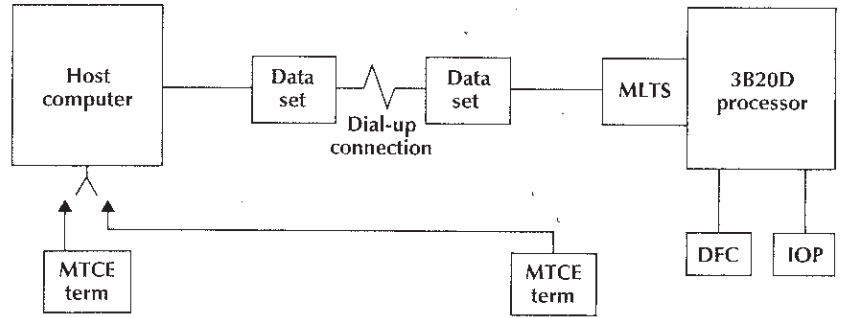 Host
computer
Data
set
Dial-up
connection
Data
set
MLTS
3B20D
processor
MTCE
term
MTCE
term
DFC
IOP